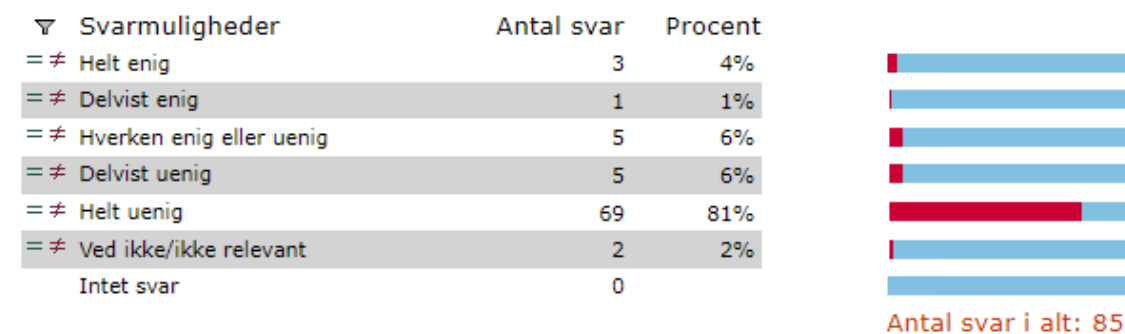 Svarmuligheder Antal svar Procent
= ≠ Helt enig 3 4%
= ≠ Delvist enig 1 1%
= ≠ Hverken enig eller uenig 5 6%
= ≠ Delvist uenig 5 6%
= ≠ Helt uenig 69 81%
= ≠ Ved ikke/ikke relevant 2 2%
Intet svar 0
Antal svar i alt: 85